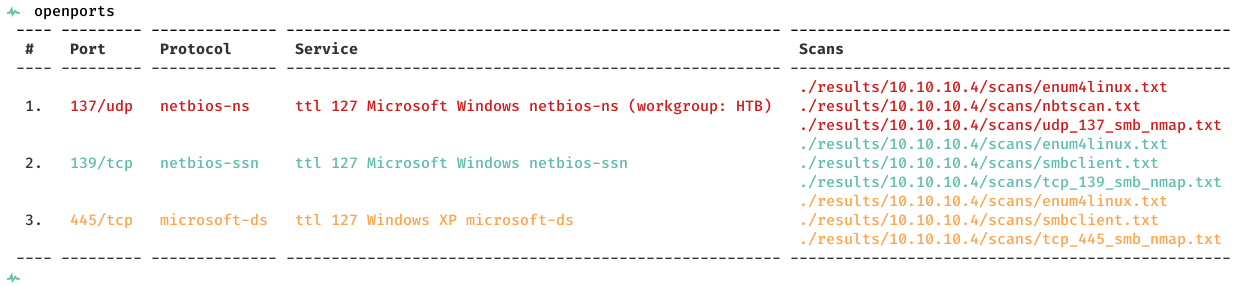 openports
---- --------- -------------- ------------------------------------------------------- -------------------------------------------------
# Port Protocol Service Scans
---- --------- -------------- ------------------------------------------------------- -------------------------------------------------
./results/10.10.10.4/scans/enum4linux.txt
1. 137/udp netbios-ns ttl 127 Microsoft Windows netbios-ns (workgroup: HTB) ./results/10.10.10.4/scans/nbtscan.txt
./results/10.10.10.4/scans/udp_137_smb_nmap.txt
./results/10.10.10.4/scans/enum4linux.txt
2. 139/tcp netbios-ssn ttl 127 Microsoft Windows netbios-ssn ./results/10.10.10.4/scans/smbclient.txt
./results/10.10.10.4/scans/tcp_139_smb_nmap.txt
./results/10.10.10.4/scans/enum4linux.txt
3. 445/tcp microsoft-ds ttl 127 Windows XP microsoft-ds ./results/10.10.10.4/scans/smbclient.txt
./results/10.10.10.4/scans/tcp_445_smb_nmap.txt
---- --------- -------------- ------------------------------------------------------- -------------------------------------------------